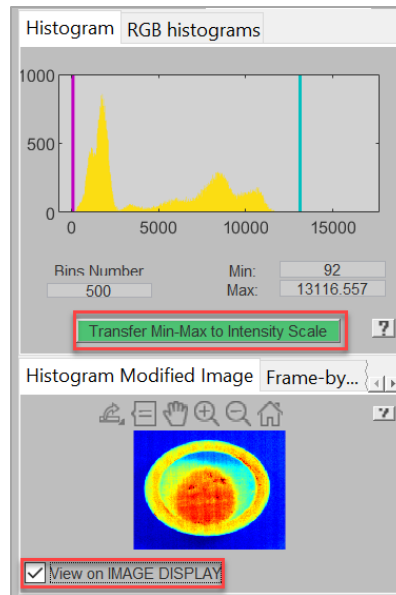 Histogram RGB histograms
1000
500
0
0 5000 10000 15000
Bins Number Min: 92
500 Max: 13116.557
Transfer Min-Max to Intensity Scale ?
Histogram Modified Image Frame-by...
?
View on IMAGE DISPLAY